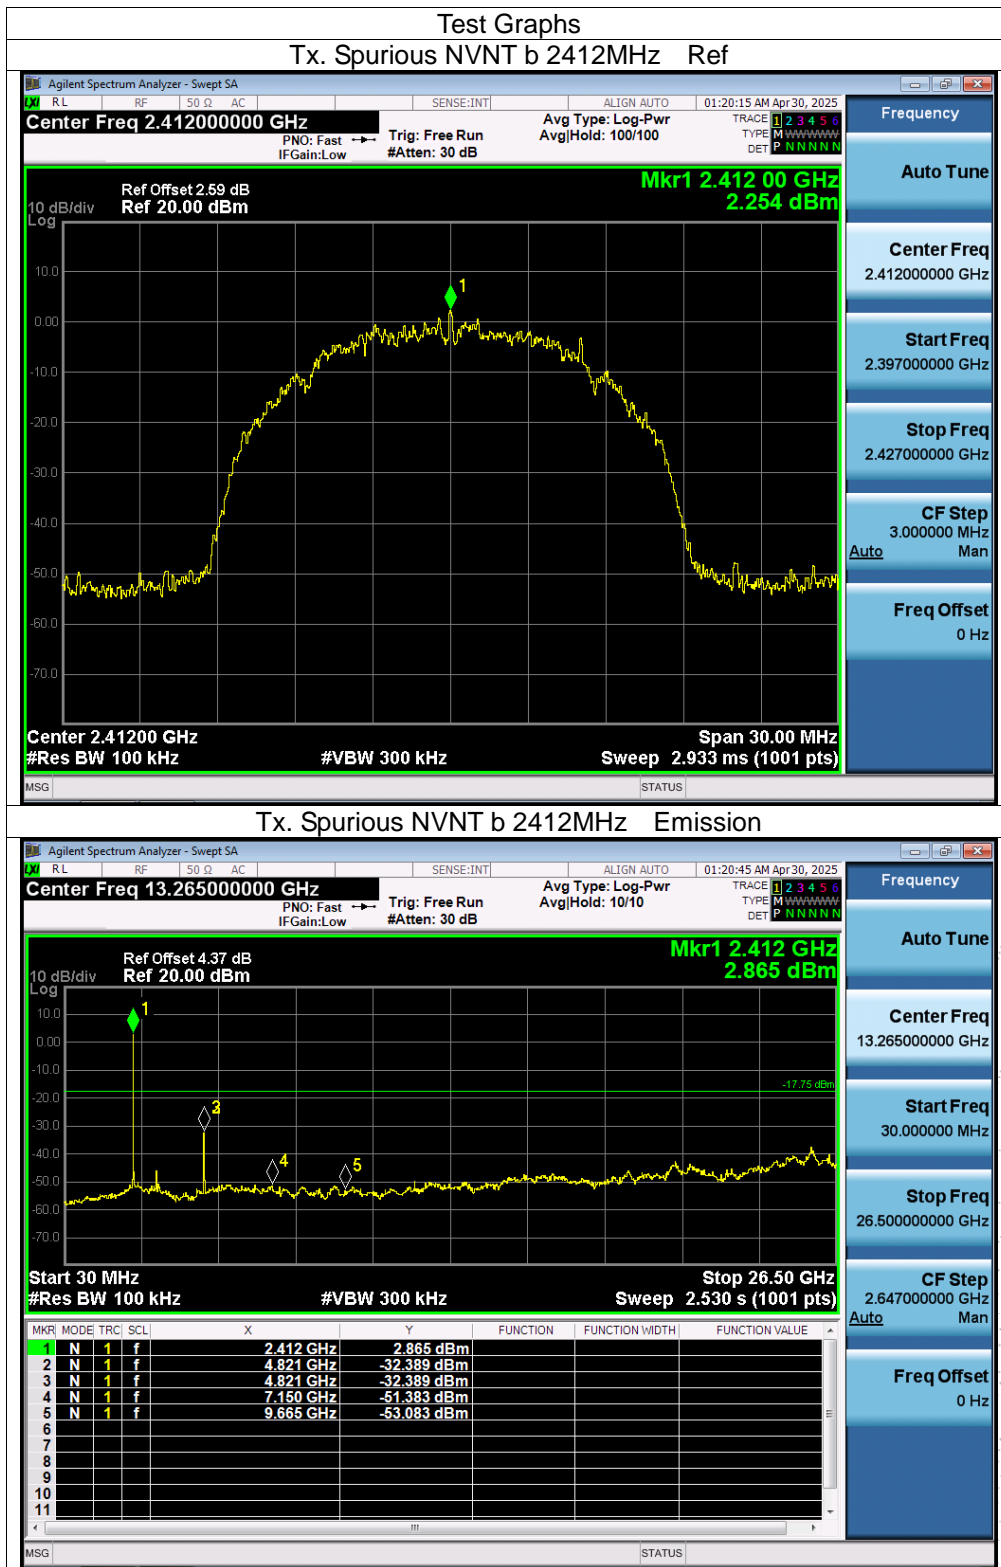 Test Graphs
Tx. Spurious NVNT b 2412MHz Ref
Agilent Spectrum Analyzer - Swept SA
LXI RL RF 50 Ω AC SENSE:INT ALIGN AUTO 01:20:15 AM Apr 30, 2025
Center Freq 2.412000000 GHz
PNO: Fast
IFGain:Low
Trig: Free Run
#Atten: 30 dB
Avg Type: Log-Pwr
Avg|Hold: 100/100
TRACE 1 2 3 4 5 6
TYPE M WWWWW
DET P N N N N N
Ref Offset 2.59 dB
Ref 20.00 dBm
10 dB/div
Log
Mkr1 2.412 00 GHz
2.254 dBm
10.0
0.00
-10.0
-20.0
-30.0
-40.0
-50.0
-60.0
-70.0
1
Center 2.41200 GHz Span 30.00 MHz
#Res BW 100 kHz #VBW 300 kHz Sweep 2.933 ms (1001 pts)
MSG STATUS
Frequency
Auto Tune
Center Freq
2.412000000 GHz
Start Freq
2.397000000 GHz
Stop Freq
2.427000000 GHz
CF Step
3.000000 MHz
Auto Man
Freq Offset
0 Hz
Tx. Spurious NVNT b 2412MHz Emission
Agilent Spectrum Analyzer - Swept SA
LXI RL RF 50 Ω AC SENSE:INT ALIGN AUTO 01:20:45 AM Apr 30, 2025
Center Freq 13.265000000 GHz
PNO: Fast
IFGain:Low
Trig: Free Run
#Atten: 30 dB
Avg Type: Log-Pwr
Avg|Hold: 10/10
TRACE 1 2 3 4 5 6
TYPE M WWWWW
DET P N N N N N
Ref Offset 4.37 dB
Ref 20.00 dBm
10 dB/div
Log
Mkr1 2.412 GHz
2.865 dBm
10.0
0.00
-10.0
-20.0
-30.0
-40.0
-50.0
-60.0
-70.0
1
3
4
5
-17.75 dBm
Start 30 MHz Stop 26.50 GHz
#Res BW 100 kHz #VBW 300 kHz Sweep 2.530 s (1001 pts)
MKR MODE TRC SCL X Y FUNCTION FUNCTION WIDTH FUNCTION VALUE
1 N 1 f 2.412 GHz 2.865 dBm
2 N 1 f 4.821 GHz -32.389 dBm
3 N 1 f 4.821 GHz -32.389 dBm
4 N 1 f 7.150 GHz -51.383 dBm
5 N 1 f 9.665 GHz -53.083 dBm
6
7
8
9
10
11
MSG STATUS
Frequency
Auto Tune
Center Freq
13.265000000 GHz
Start Freq
30.000000 MHz
Stop Freq
26.500000000 GHz
CF Step
2.647000000 GHz
Auto Man
Freq Offset
0 Hz